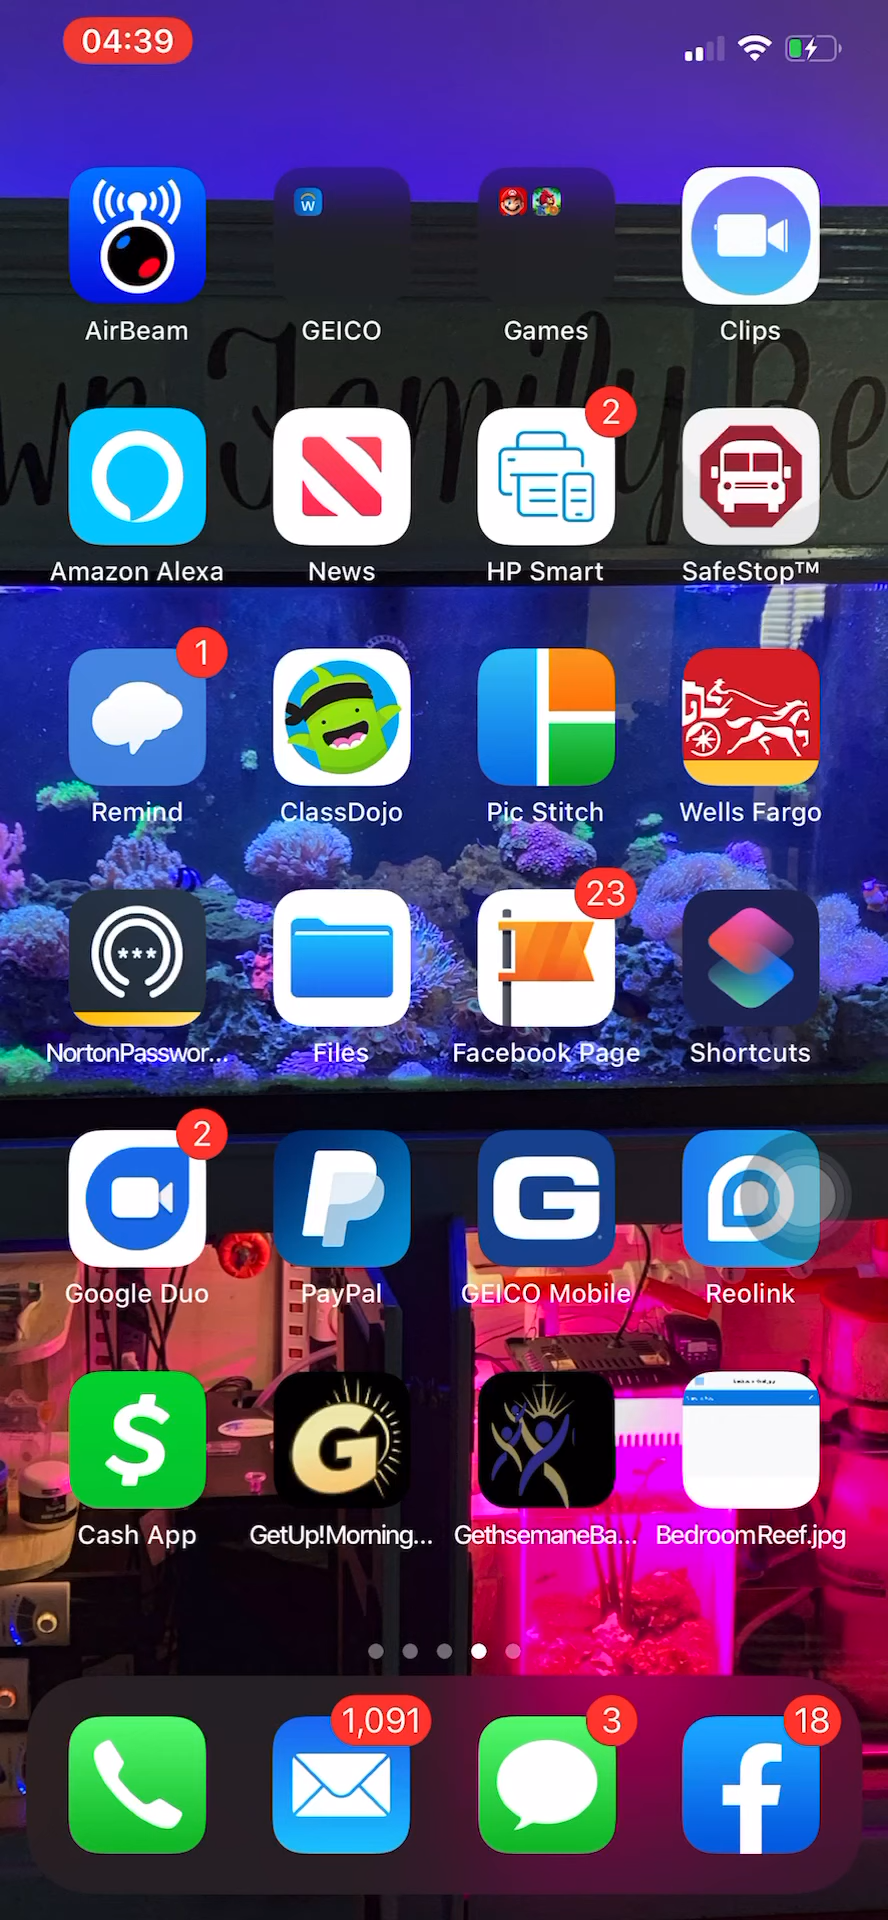 04:39
AirBeam
GEICO
Games
Clips
2
Amazon Alexa
News
HP Smart
SafeStop™
1
Remind
ClassDojo
Pic Stitch
Wells Fargo
23
***
NortonPasswor...
Files
Facebook Page
Shortcuts
2
G
Google Duo
PayPal
GEICO Mobile
Reolink
$
G
Cash App
GetUp!Morning...
GethsemaneBa...
BedroomReef.jpg
1,091
3
18
f